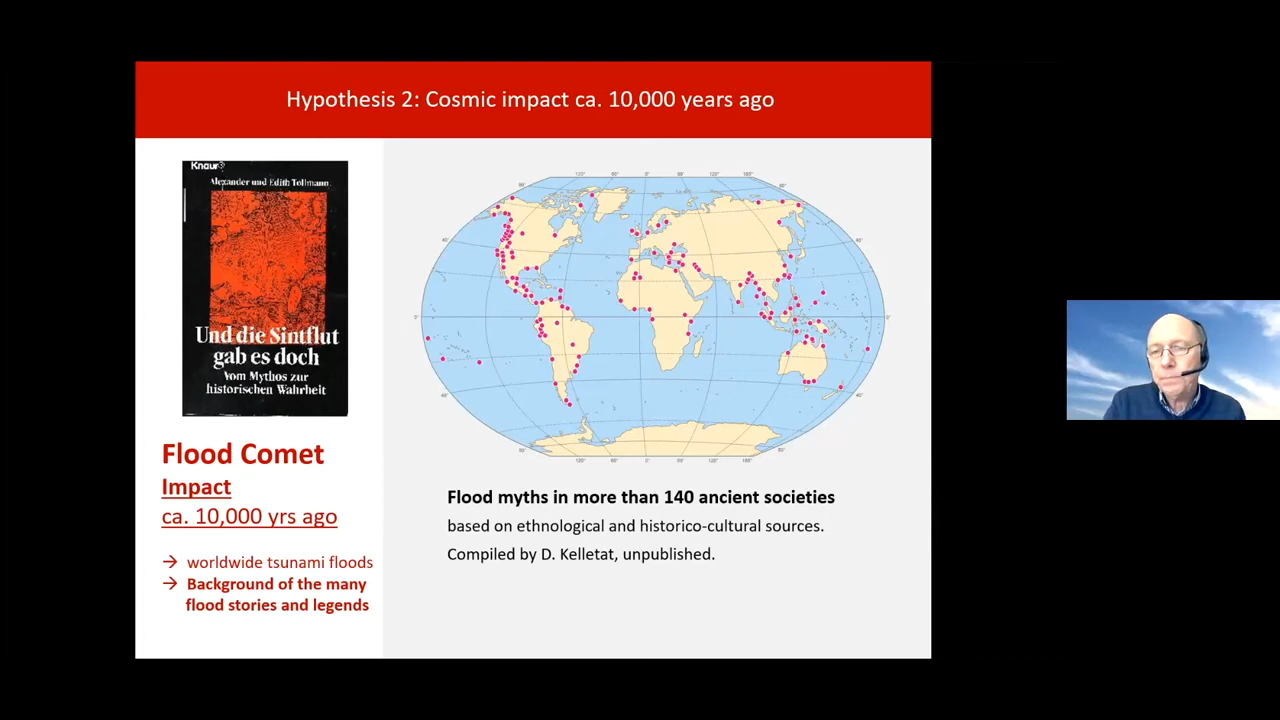 Hypothesis 2: Cosmic impact ca. 10,000 years ago
Knaur
Alexander und Edith Tollmann
Und die Sintflut
gab es doch
Vom Mythos zur
historischen Wahrheit
Flood Comet
Impact
ca. 10,000 yrs ago
→ worldwide tsunami floods
→ Background of the many
flood stories and legends
Flood myths in more than 140 ancient societies
based on ethnological and historico-cultural sources.
Compiled by D. Kelletat, unpublished.